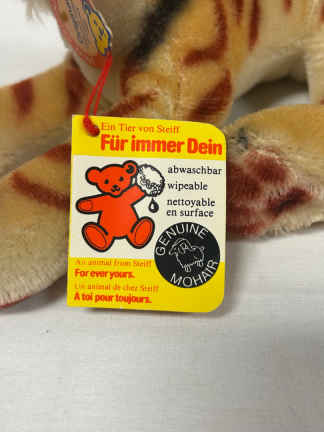 Ein Tier von Steiff
Für immer Dein
abwaschbar
wipeable
nettoyable
en surface
GENUINE
MOHAIR
An animal from Steiff
For ever yours.
Un animal de chez Steiff
A toi pour toujours.